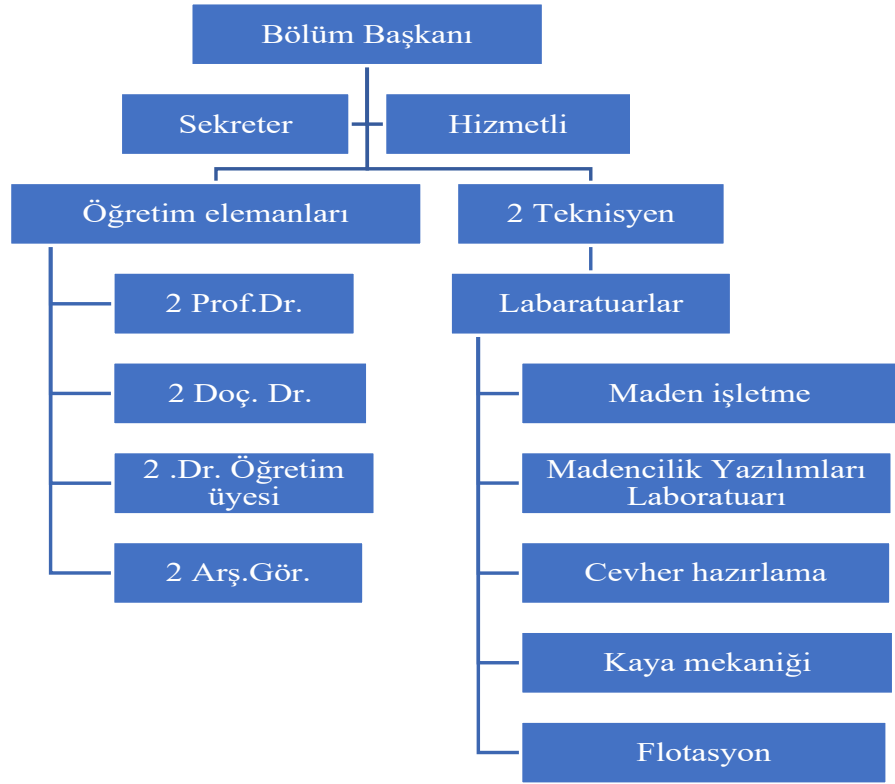 Bölüm Başkanı
Sekreter
Hizmetli
Öğretim elemanları
2 Prof.Dr.
2 Doç. Dr.
2 .Dr. Öğretim
üyesi
2 Arş.Gör.
2 Teknisyen
Labaratuarlar
Maden işletme
Madencilik Yazılımları
Laboratuarı
Cevher hazırlama
Kaya mekaniği
Flotasyon